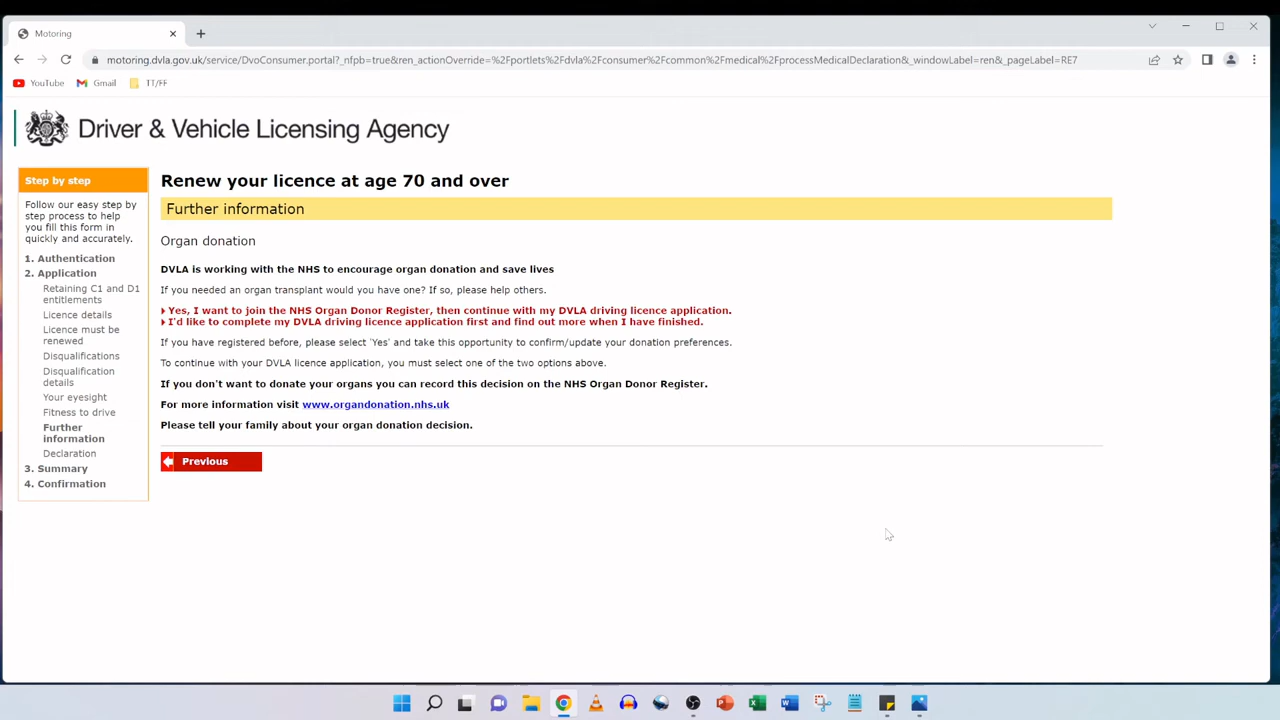 Motoring
motoring.dvla.gov.uk/service/DvoConsumer.portal?_nfpb=true&ren_actionOverride=%2Fportlets%2Fdvla%2Fconsumer%2Fcommon%2Fmedical%2FprocessMedicalDeclaration&_windowLabel=ren&_pageLabel=RE7
YouTube Gmail TT/FF
Driver & Vehicle Licensing Agency
Step by step
Follow our easy step by
step process to help
you fill this form in
quickly and accurately.
1. Authentication
2. Application
Retaining C1 and D1
entitlements
Licence details
Licence must be
renewed
Disqualifications
Disqualification
details
Your eyesight
Fitness to drive
Further
information
Declaration
3. Summary
4. Confirmation
Renew your licence at age 70 and over
Further information
Organ donation
DVLA is working with the NHS to encourage organ donation and save lives
If you needed an organ transplant would you have one? If so, please help others.
Yes, I want to join the NHS Organ Donor Register, then continue with my DVLA driving licence application.
I'd like to complete my DVLA driving licence application first and find out more when I have finished.
If you have registered before, please select 'Yes' and take this opportunity to confirm/update your donation preferences.
To continue with your DVLA licence application, you must select one of the two options above.
If you don't want to donate your organs you can record this decision on the NHS Organ Donor Register.
For more information visit www.organdonation.nhs.uk
Please tell your family about your organ donation decision.
Previous